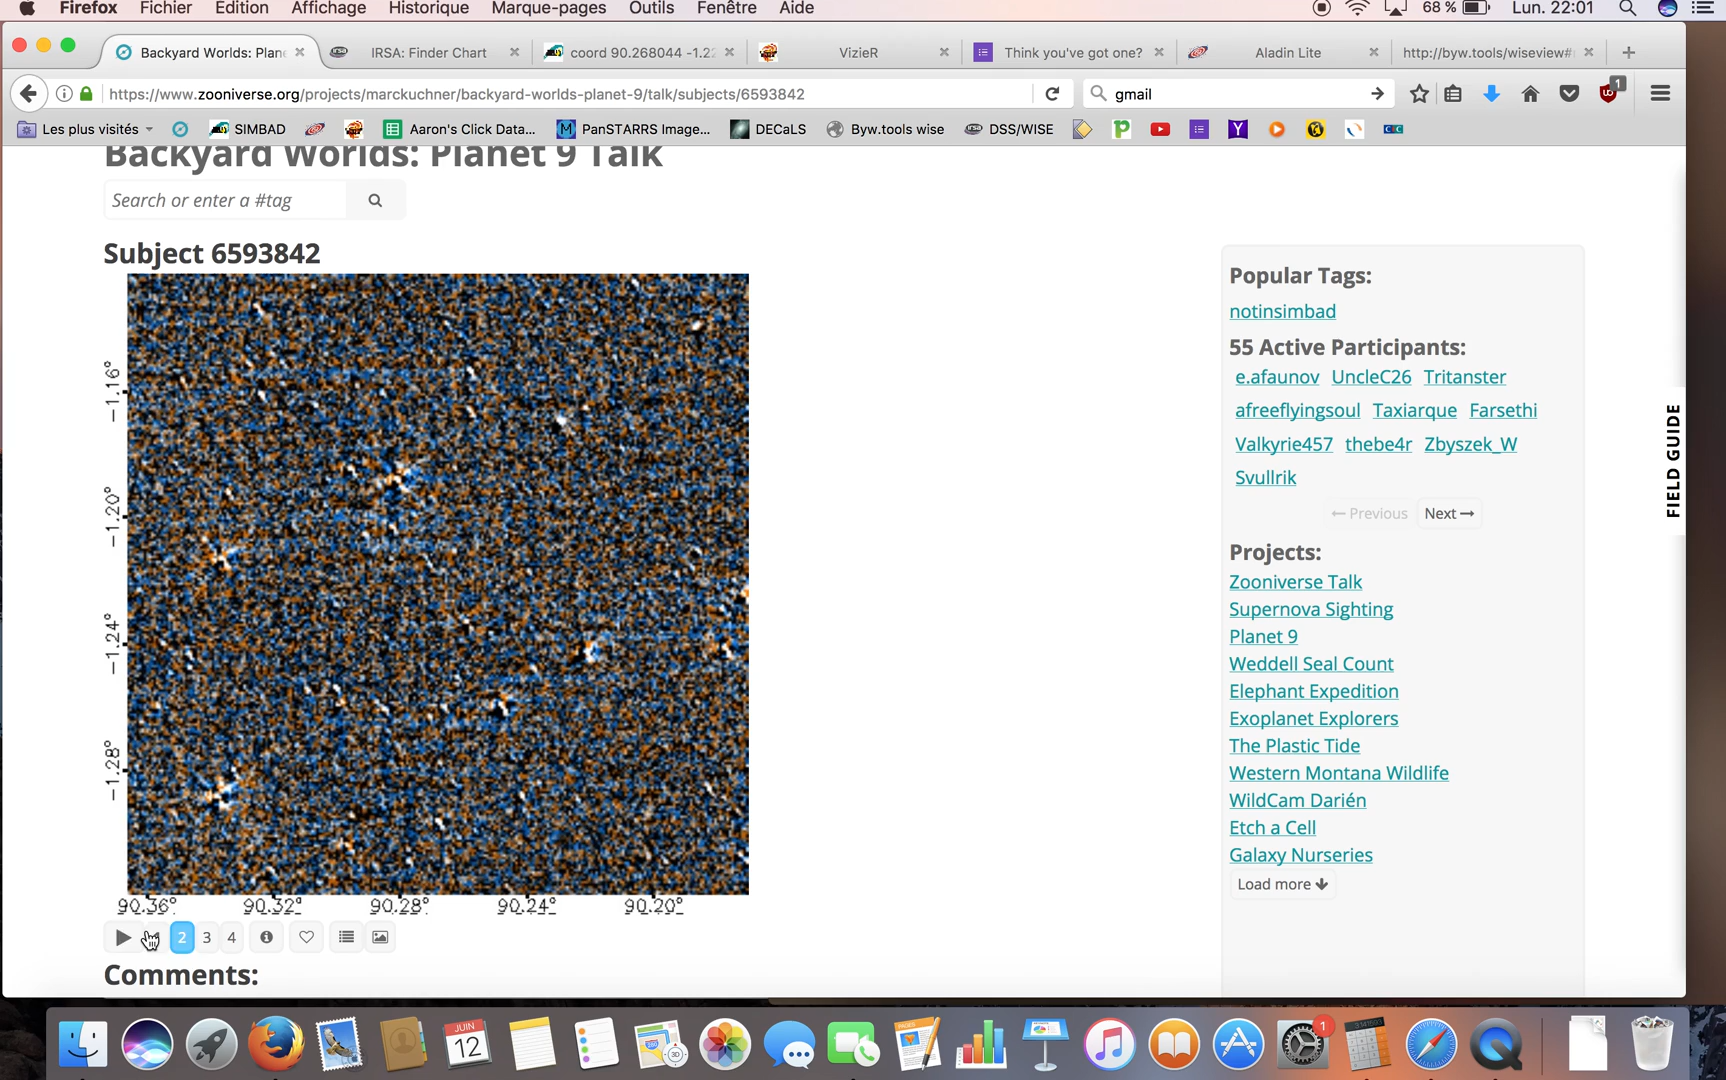 Firefox Fichier Edition Affichage Historique Marque-pages Outils Fenêtre Aide 68 % Lun. 22:01
Backyard Worlds: Plane IRSA: Finder Chart coord 90.268044 -1.22 VizieR Think you've got one? Aladin Lite http://byw.tools/wiseview#
https://www.zooniverse.org/projects/marckuchner/backyard-worlds-planet-9/talk/subjects/6593842 gmail 1
Les plus visités SIMBAD Aaron's Click Data... PanSTARRS Image... DECaLS Byw.tools wise DSS/WISE
Backyard Worlds: Planet 9 Talk
Search or enter a #tag
Subject 6593842
−1.16°
−1.20°
−1.24°
−1.28°
90.36° 90.32° 90.28° 90.24° 90.20°
2 3 4
Comments:
Popular Tags:
notinsimbad
55 Active Participants:
e.afaunov UncleC26 Tritanster
afreeflyingsoul Taxiarque Farsethi
Valkyrie457 thebe4r Zbyszek_W
Svullrik
← Previous Next →
Projects:
Zooniverse Talk
Supernova Sighting
Planet 9
Weddell Seal Count
Elephant Expedition
Exoplanet Explorers
The Plastic Tide
Western Montana Wildlife
WildCam Darién
Etch a Cell
Galaxy Nurseries
Load more
FIELD GUIDE
JUIN
12
PAGES
1